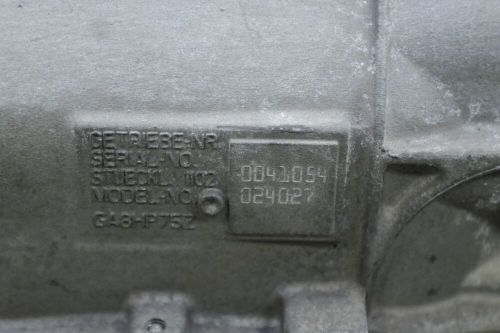 GETRIEBE-NR
SERIAL-NO. 0041054
STUECKL. 1102
MODEL-NO. 024027
GA8HP75Z